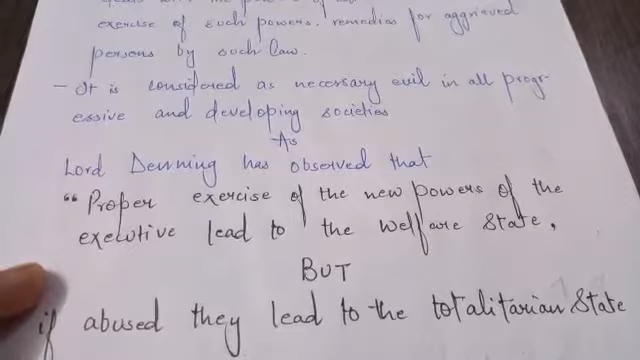 exercise of such powers. remedies for aggrieved
persons by such law.
- It is considered as necessary evil in all progr-
essive and developing societies
As
Lord Denning has observed that
"Proper exercise of the new powers of the
executive lead to the welfare State,
BUT
if abused they lead to the totalitarian State